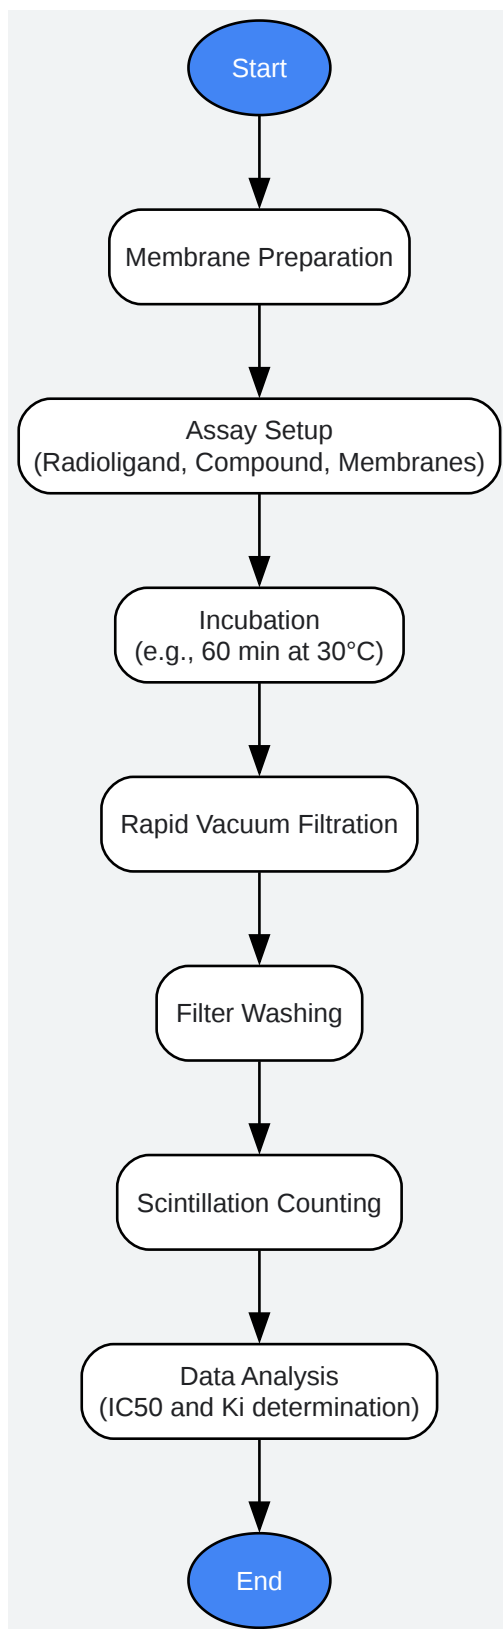 Start
Membrane Preparation
Assay Setup
(Radioligand, Compound, Membranes)
Incubation
(e.g., 60 min at 30°C)
Rapid Vacuum Filtration
Filter Washing
Scintillation Counting
Data Analysis
(IC50 and Ki determination)
End